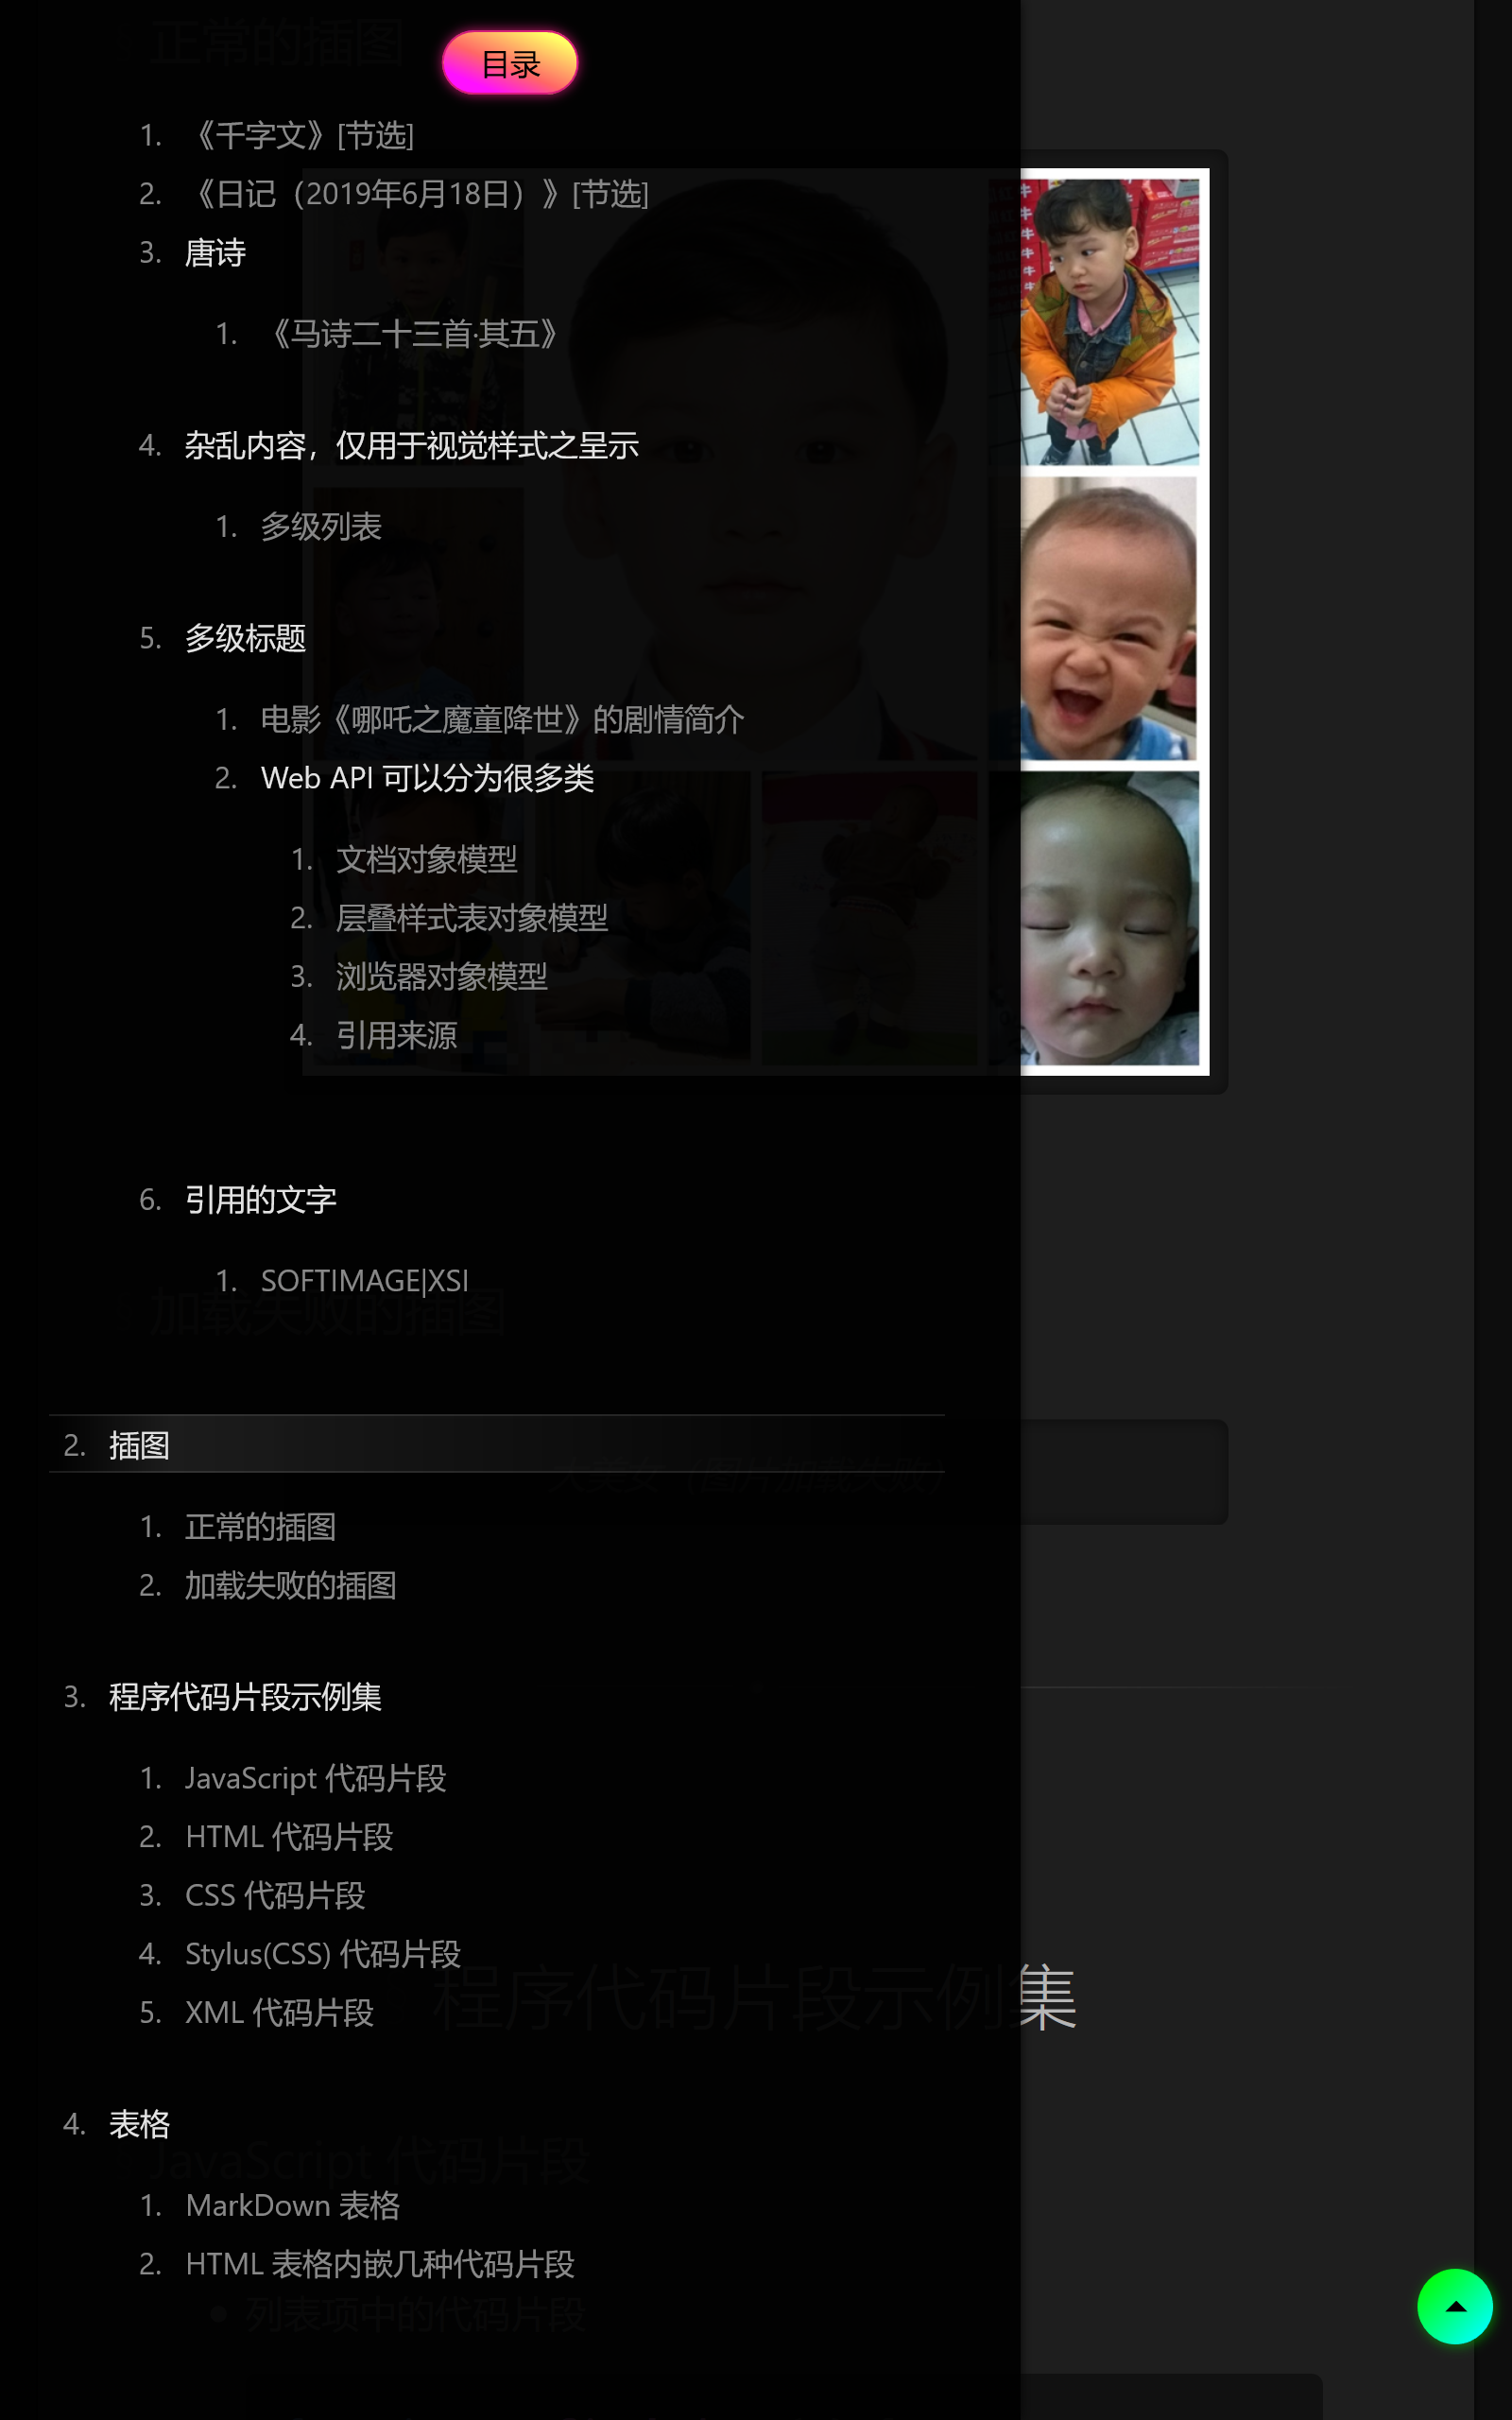 正常的插图
目录
1. 《千字文》[节选]
2. 《日记（2019年6月18日）》[节选]
3. 唐诗
1. 《马诗二十三首·其五》
4. 杂乱内容，仅用于视觉样式之呈示
1. 多级列表
5. 多级标题
1. 电影《哪吒之魔童降世》的剧情简介
2. Web API 可以分为很多类
1. 文档对象模型
2. 层叠样式表对象模型
3. 浏览器对象模型
4. 引用来源
6. 引用的文字
1. SOFTIMAGE|XSI
加载失败的插图
2. 插图
大美女（图片加载失败）
1. 正常的插图
2. 加载失败的插图
3. 程序代码片段示例集
1. JavaScript 代码片段
2. HTML 代码片段
3. CSS 代码片段
4. Stylus(CSS) 代码片段
程序代码片段示例集
5. XML 代码片段
4. 表格
JavaScript 代码片段
1. MarkDown 表格
2. HTML 表格内嵌几种代码片段
列表项中的代码片段